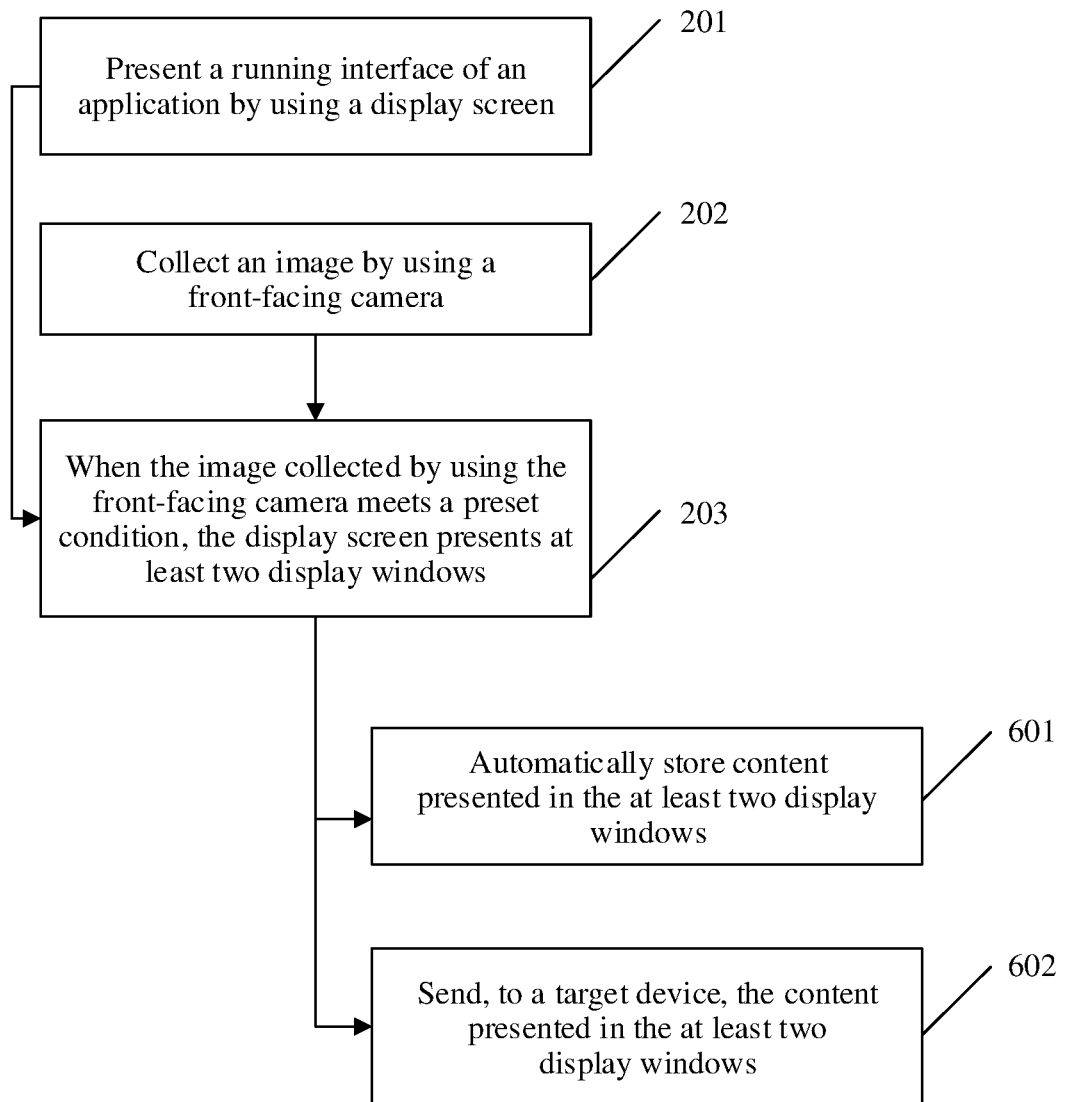 201
Present a running interface of an
application by using a display screen
202
Collect an image by using a
front-facing camera
When the image collected by using the
front-facing camera meets a preset
condition, the display screen presents at
least two display windows
203
601
Automatically store content
presented in the at least two display
windows
602
Send, to a target device, the content
presented in the at least two
display windows